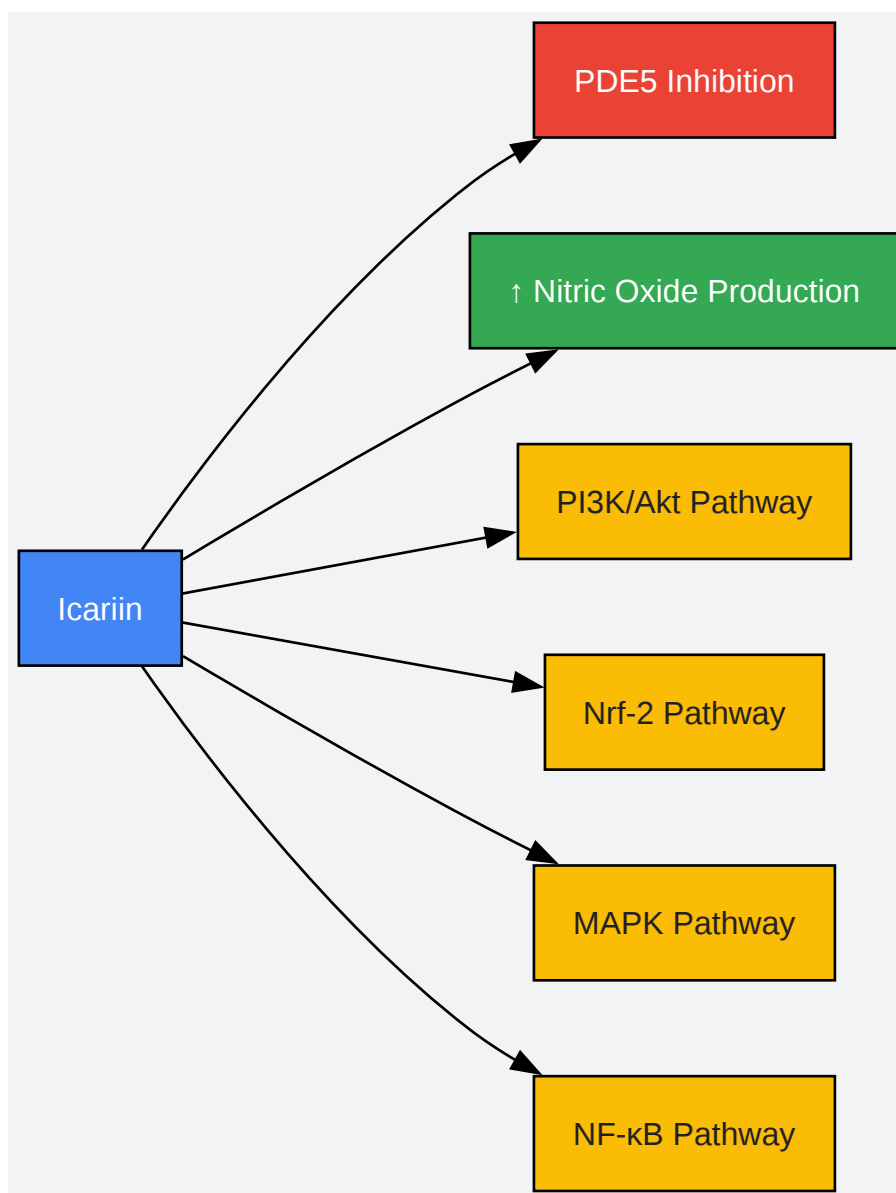 PDE5 Inhibition
↑ Nitric Oxide Production
PI3K/Akt Pathway
Icariin
Nrf-2 Pathway
MAPK Pathway
NF-κB Pathway